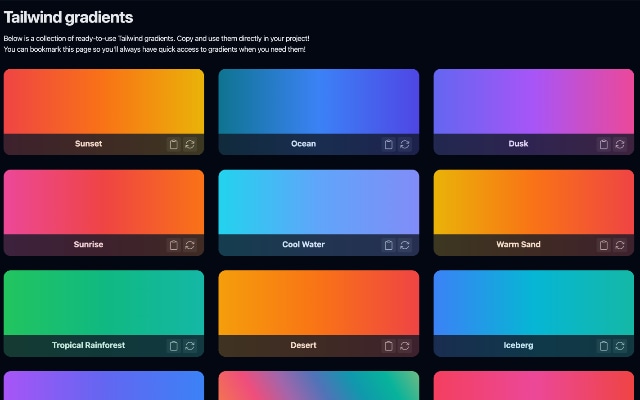 Tailwind gradients
Below is a collection of ready-to-use Tailwind gradients. Copy and use them directly in your project!
You can bookmark this page so you'll always have quick access to gradients when you need them!
Sunset
Ocean
Dusk
Sunrise
Cool Water
Warm Sand
Tropical Rainforest
Desert
Iceberg